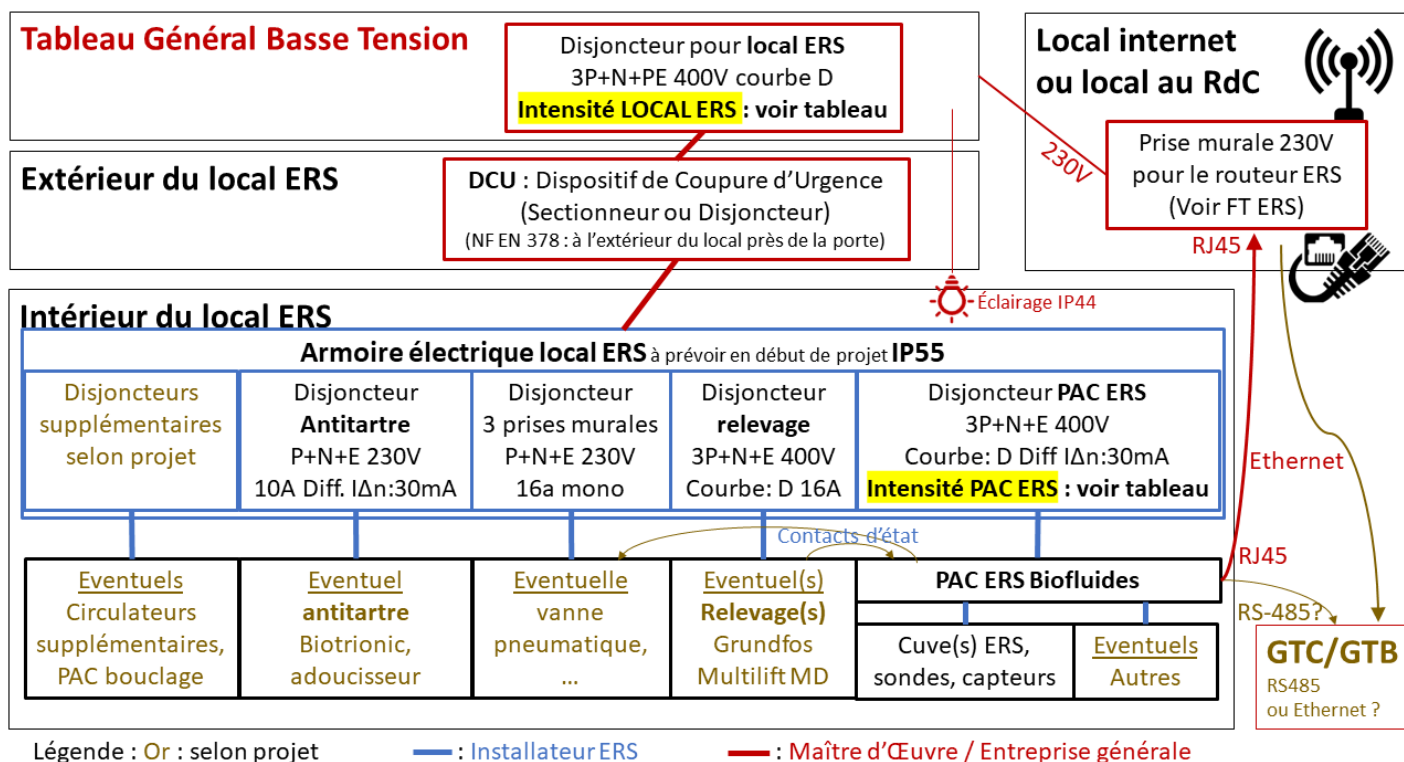 Tableau Général Basse Tension
Disjoncteur pour local ERS
3P+N+PE 400V courbe D
Intensité LOCAL ERS : voir tableau
Local internet
ou local au RdC
230V
Prise murale 230V
pour le routeur ERS
(Voir FT ERS)
RJ45
Extérieur du local ERS
DCU : Dispositif de Coupure d'Urgence
(Sectionneur ou Disjoncteur)
(NF EN 378 : à l'extérieur du local près de la porte)
Éclairage IP44
Intérieur du local ERS
Armoire électrique local ERS à prévoir en début de projet IP55
Disjoncteurs
supplémentaires
selon projet
Disjoncteur
Antitartre
P+N+E 230V
10A Diff. IΔn:30mA
Disjoncteur
3 prises murales
P+N+E 230V
16a mono
Disjoncteur
relevage
3P+N+E 400V
Courbe: D 16A
Disjoncteur PAC ERS
3P+N+E 400V
Courbe: D Diff IΔn:30mA
Intensité PAC ERS : voir tableau
Ethernet
Contacts d'état
Eventuels
Circulateurs
supplémentaires,
PAC bouclage
Eventuel
antitartre
Biotrionic,
adoucisseur
Eventuelle
vanne
pneumatique,
...
Eventuel(s)
Relevage(s)
Grundfos
Multilift MD
PAC ERS Biofluides
Cuve(s) ERS,
sondes, capteurs
Eventuels
Autres
RJ45
RS-485?
GTC/GTB
RS485
ou Ethernet ?
Légende : Or : selon projet : Installateur ERS : Maître d'Œuvre / Entreprise générale